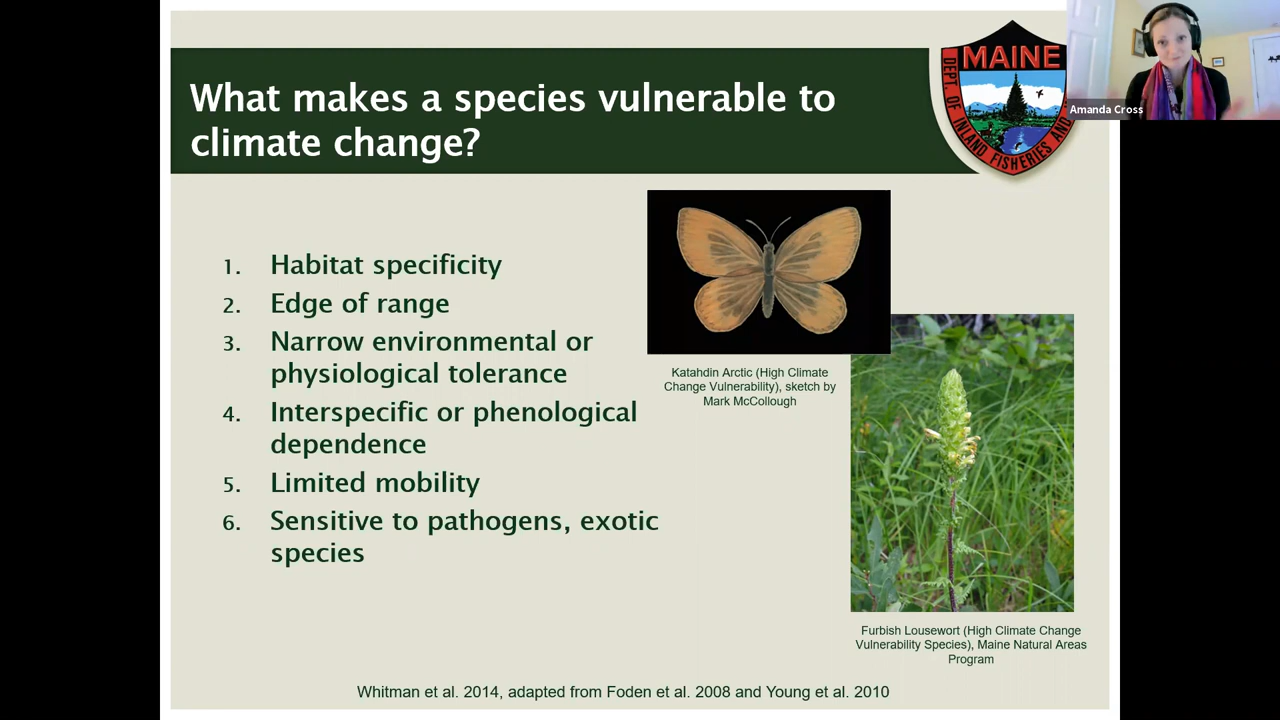 What makes a species vulnerable to
climate change?
MAINE
DEPT. OF INLAND FISHERIES AND
Amanda Cross
1. Habitat specificity
2. Edge of range
3. Narrow environmental or
physiological tolerance
4. Interspecific or phenological
dependence
5. Limited mobility
6. Sensitive to pathogens, exotic
species
Katahdin Arctic (High Climate
Change Vulnerability), sketch by
Mark McCollough
Furbish Lousewort (High Climate Change
Vulnerability Species), Maine Natural Areas
Program
Whitman et al. 2014, adapted from Foden et al. 2008 and Young et al. 2010